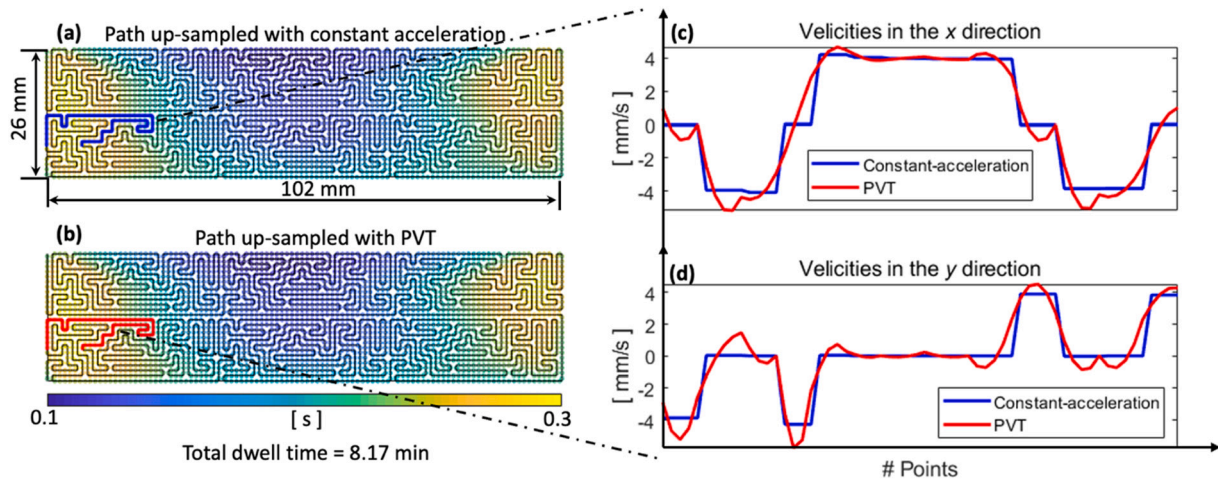 (a)
Path up-sampled with constant acceleration
26 mm
102 mm
(b)
Path up-sampled with PVT
0.1
[ s ]
0.3
Total dwell time = 8.17 min
(c)
Velicities in the x direction
[ mm/s ]
4
2
0
-2
-4
Constant-acceleration
PVT
(d)
Velicities in the y direction
[ mm/s ]
4
2
0
-2
-4
Constant-acceleration
PVT
# Points